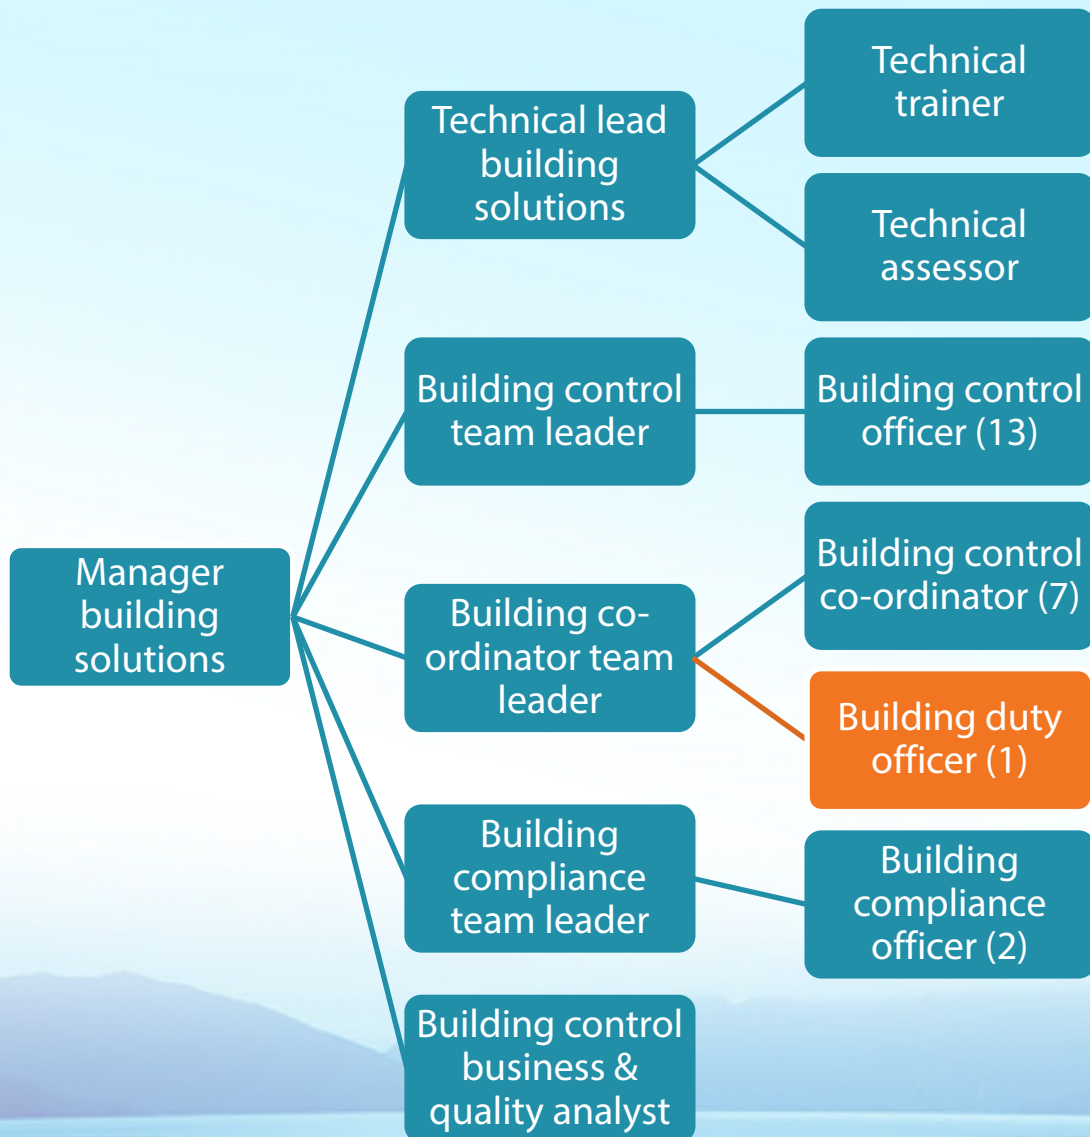 Manager
building
solutions
Technical lead
building
solutions
Technical
trainer
Technical
assessor
Building control
team leader
Building control
officer (13)
Building co-
ordinator team
leader
Building control
co-ordinator (7)
Building duty
officer (1)
Building
compliance
team leader
Building
compliance
officer (2)
Building control
business &
quality analyst